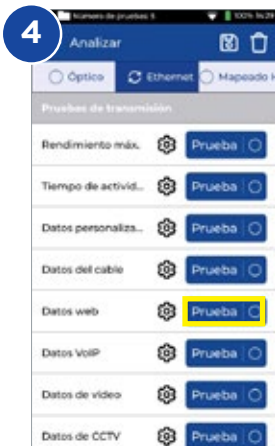 4
Numero de pruebas: 5
100%
Analizar
Óptico
Ethernet
Mapeado
Pruebas de transmisión
Rendimiento máx.
Prueba
Tiempo de activid...
Prueba
Datos personaliza...
Prueba
Datos del cable
Prueba
Datos web
Prueba
Datos VoIP
Prueba
Datos de vídeo
Prueba
Datos de CCTV
Prueba